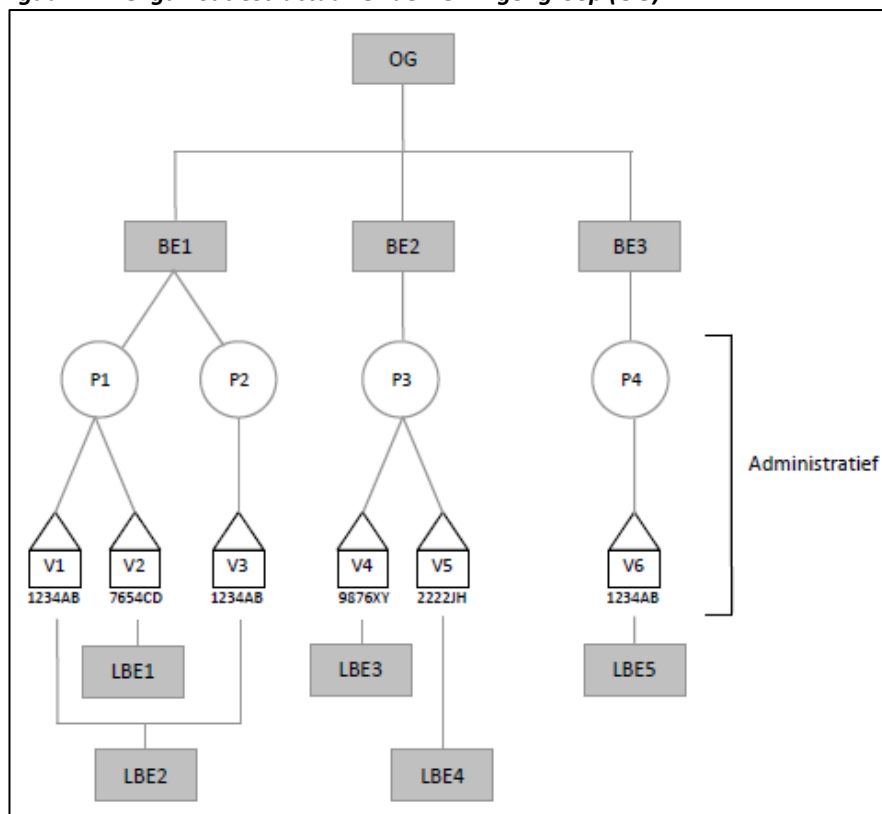 OG
BE1 BE2 BE3
P1 P2 P3 P4
Administratief
V1 V2 V3 V4 V5 V6
1234AB 7654CD 1234AB 9876XY 2222JH 1234AB
LBE1 LBE3 LBE5
LBE2 LBE4